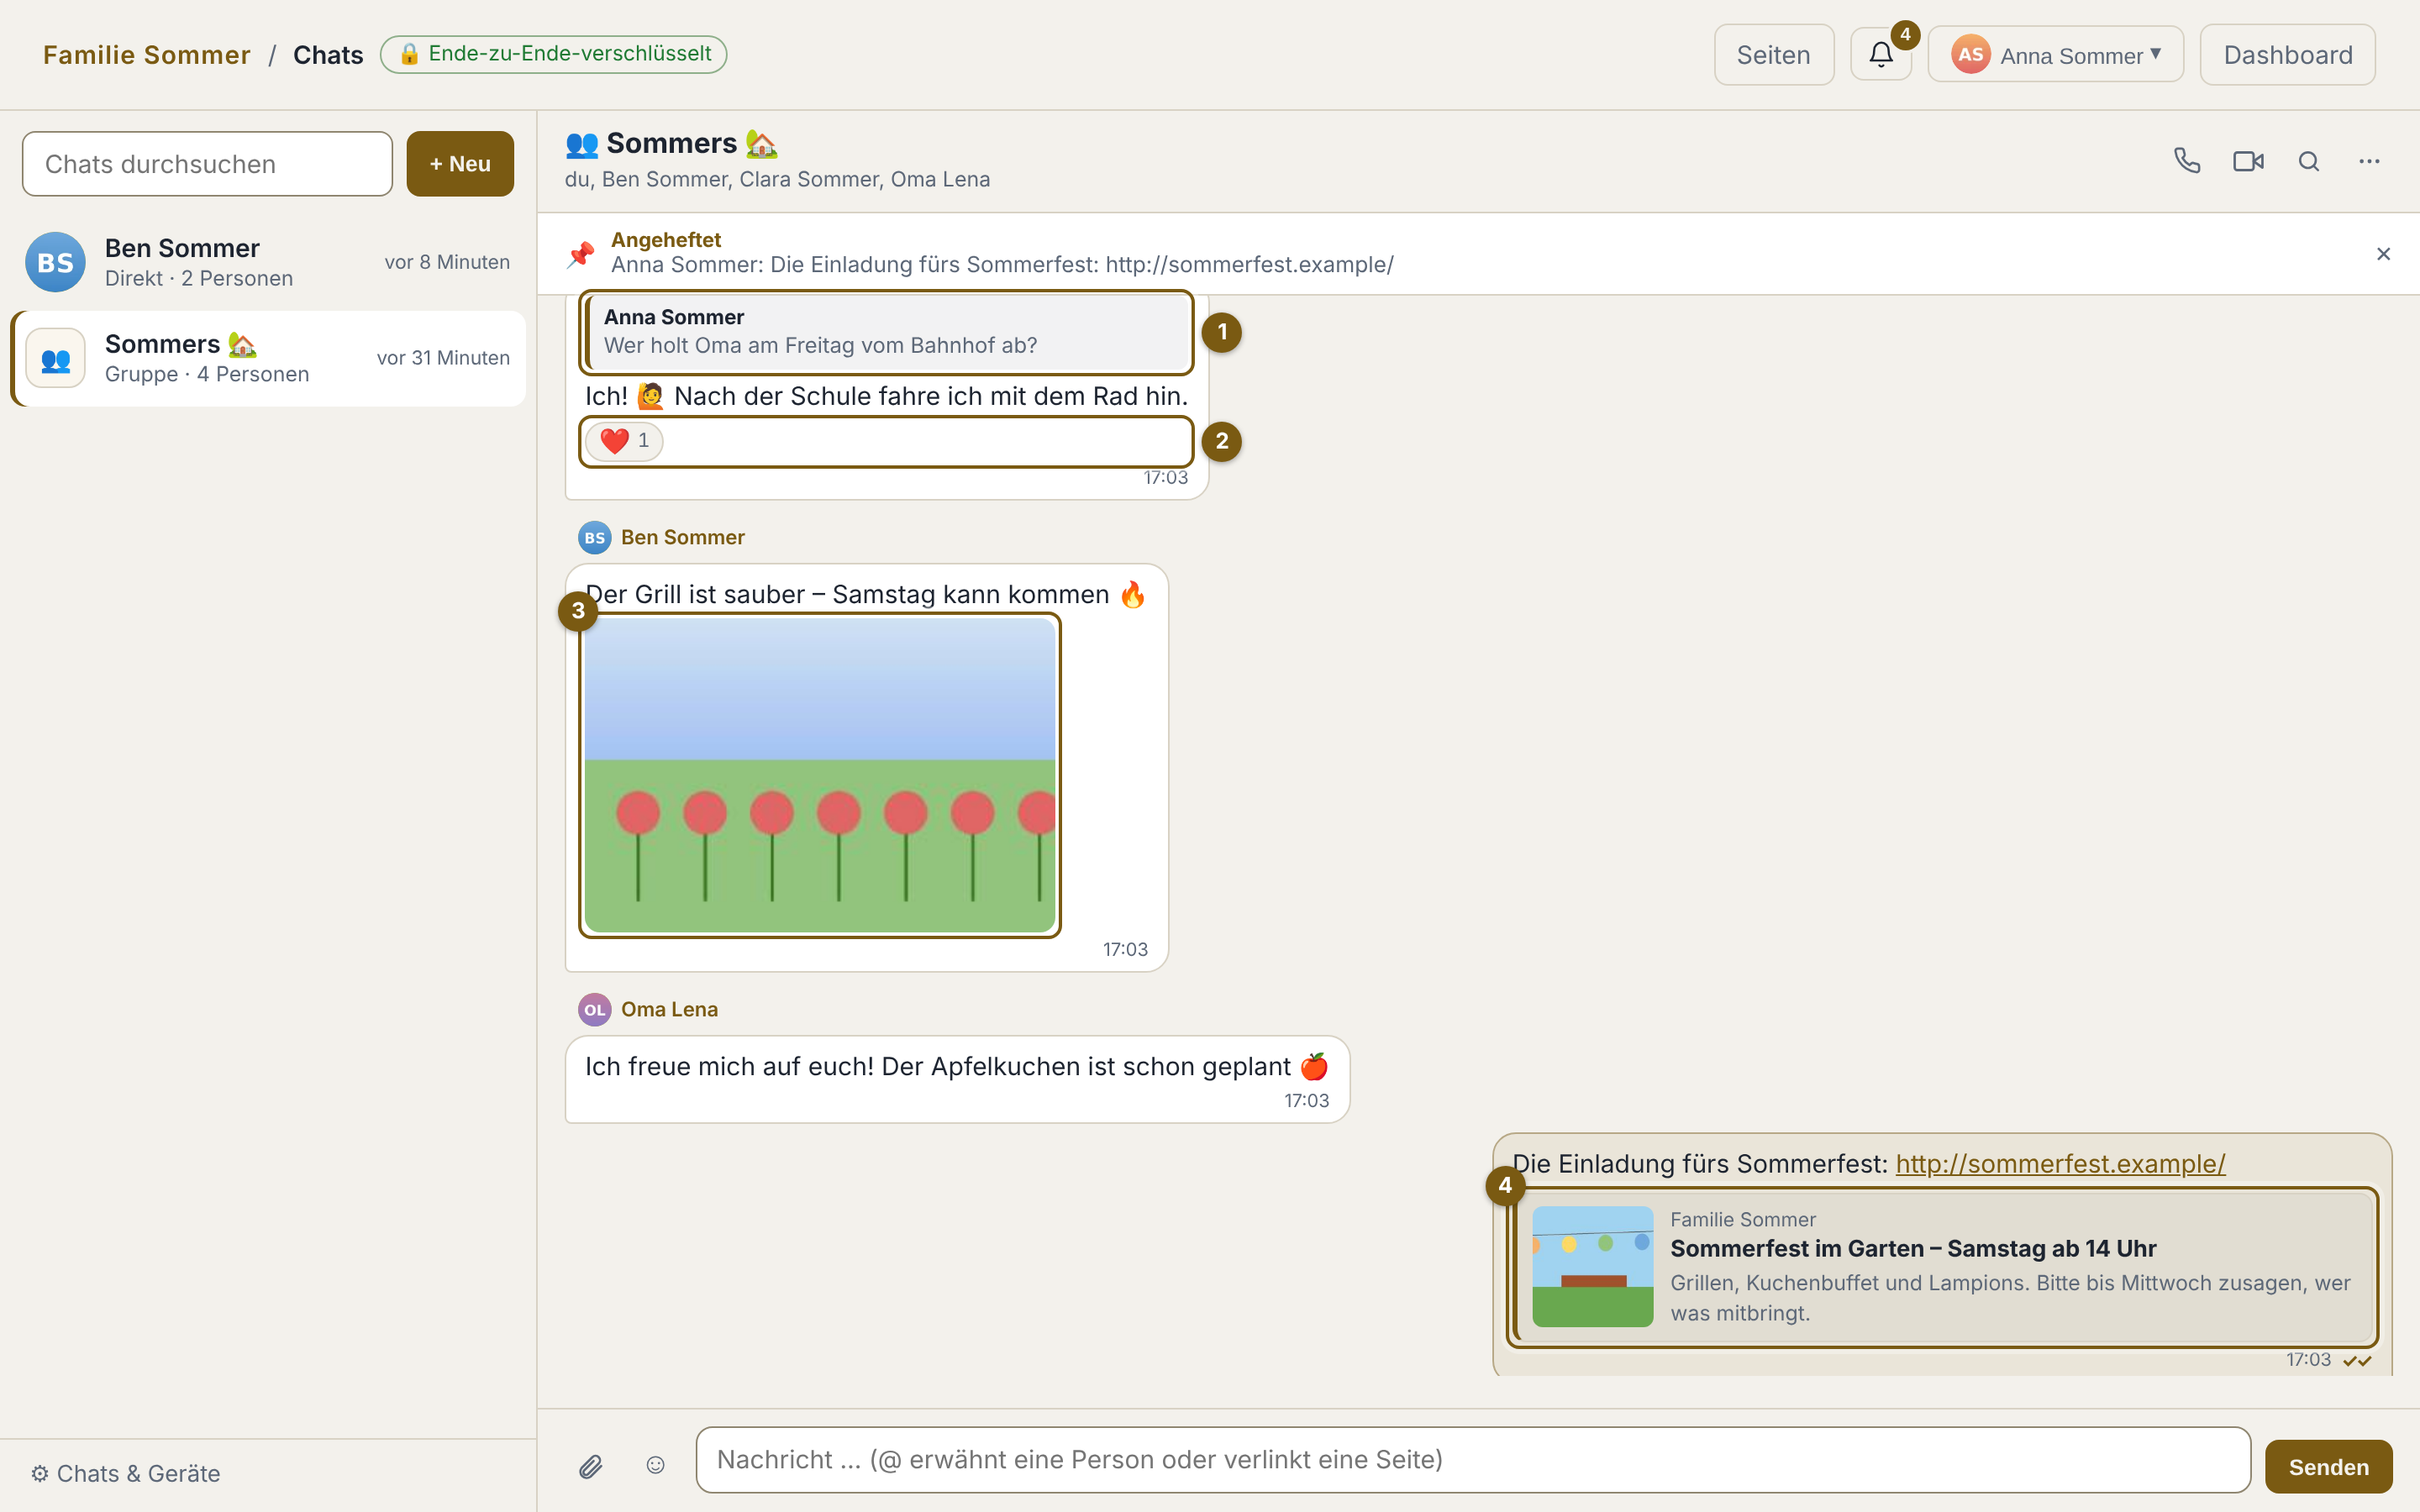 Familie Sommer / Chats 🔒 Ende-zu-Ende-verschlüsselt
Seiten
4
AS Anna Sommer ▾
Dashboard
Chats durchsuchen
+ Neu
BS
Ben Sommer
Direkt · 2 Personen
vor 8 Minuten
Sommers 🏡
Gruppe · 4 Personen
vor 31 Minuten
⚙ Chats & Geräte
👥 Sommers 🏡
du, Ben Sommer, Clara Sommer, Oma Lena
📌 Angeheftet
Anna Sommer: Die Einladung fürs Sommerfest: http://sommerfest.example/
×
Anna Sommer
Wer holt Oma am Freitag vom Bahnhof ab?
1
Ich! 🙋 Nach der Schule fahre ich mit dem Rad hin.
❤️ 1
2
17:03
BS Ben Sommer
Der Grill ist sauber – Samstag kann kommen 🔥
3
17:03
OL Oma Lena
Ich freue mich auf euch! Der Apfelkuchen ist schon geplant 🍎
17:03
Die Einladung fürs Sommerfest: http://sommerfest.example/
4
Familie Sommer
Sommerfest im Garten – Samstag ab 14 Uhr
Grillen, Kuchenbuffet und Lampions. Bitte bis Mittwoch zusagen, wer
was mitbringt.
17:03 ✓✓
Nachricht … (@ erwähnt eine Person oder verlinkt eine Seite)
Senden